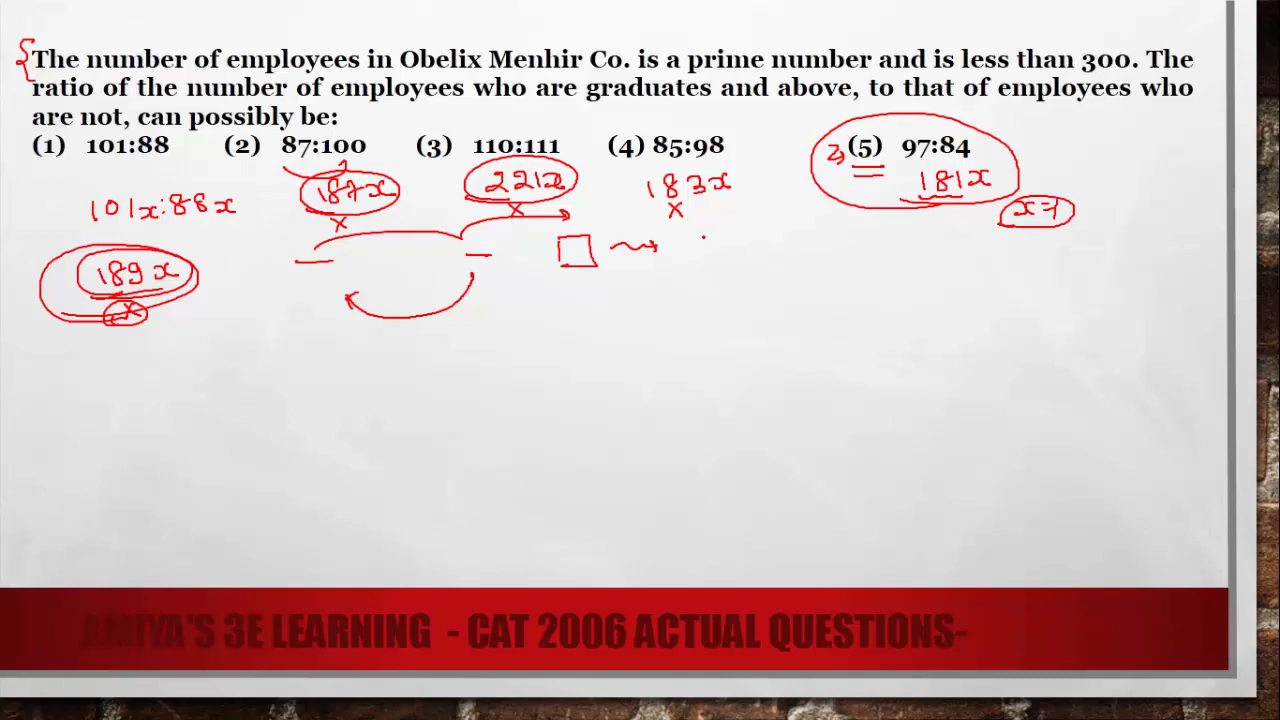 The number of employees in Obelix Menhir Co. is a prime number and is less than 300. The
ratio of the number of employees who are graduates and above, to that of employees who
are not, can possibly be:
(1) 101:88 (2) 87:100 (3) 110:111 (4) 85:98 (5) 97:84
101x:88x 187x 221x 183x 181x
x x x x=1
189x
x
AMIYA'S 3E LEARNING - CAT 2006 ACTUAL QUESTIONS-